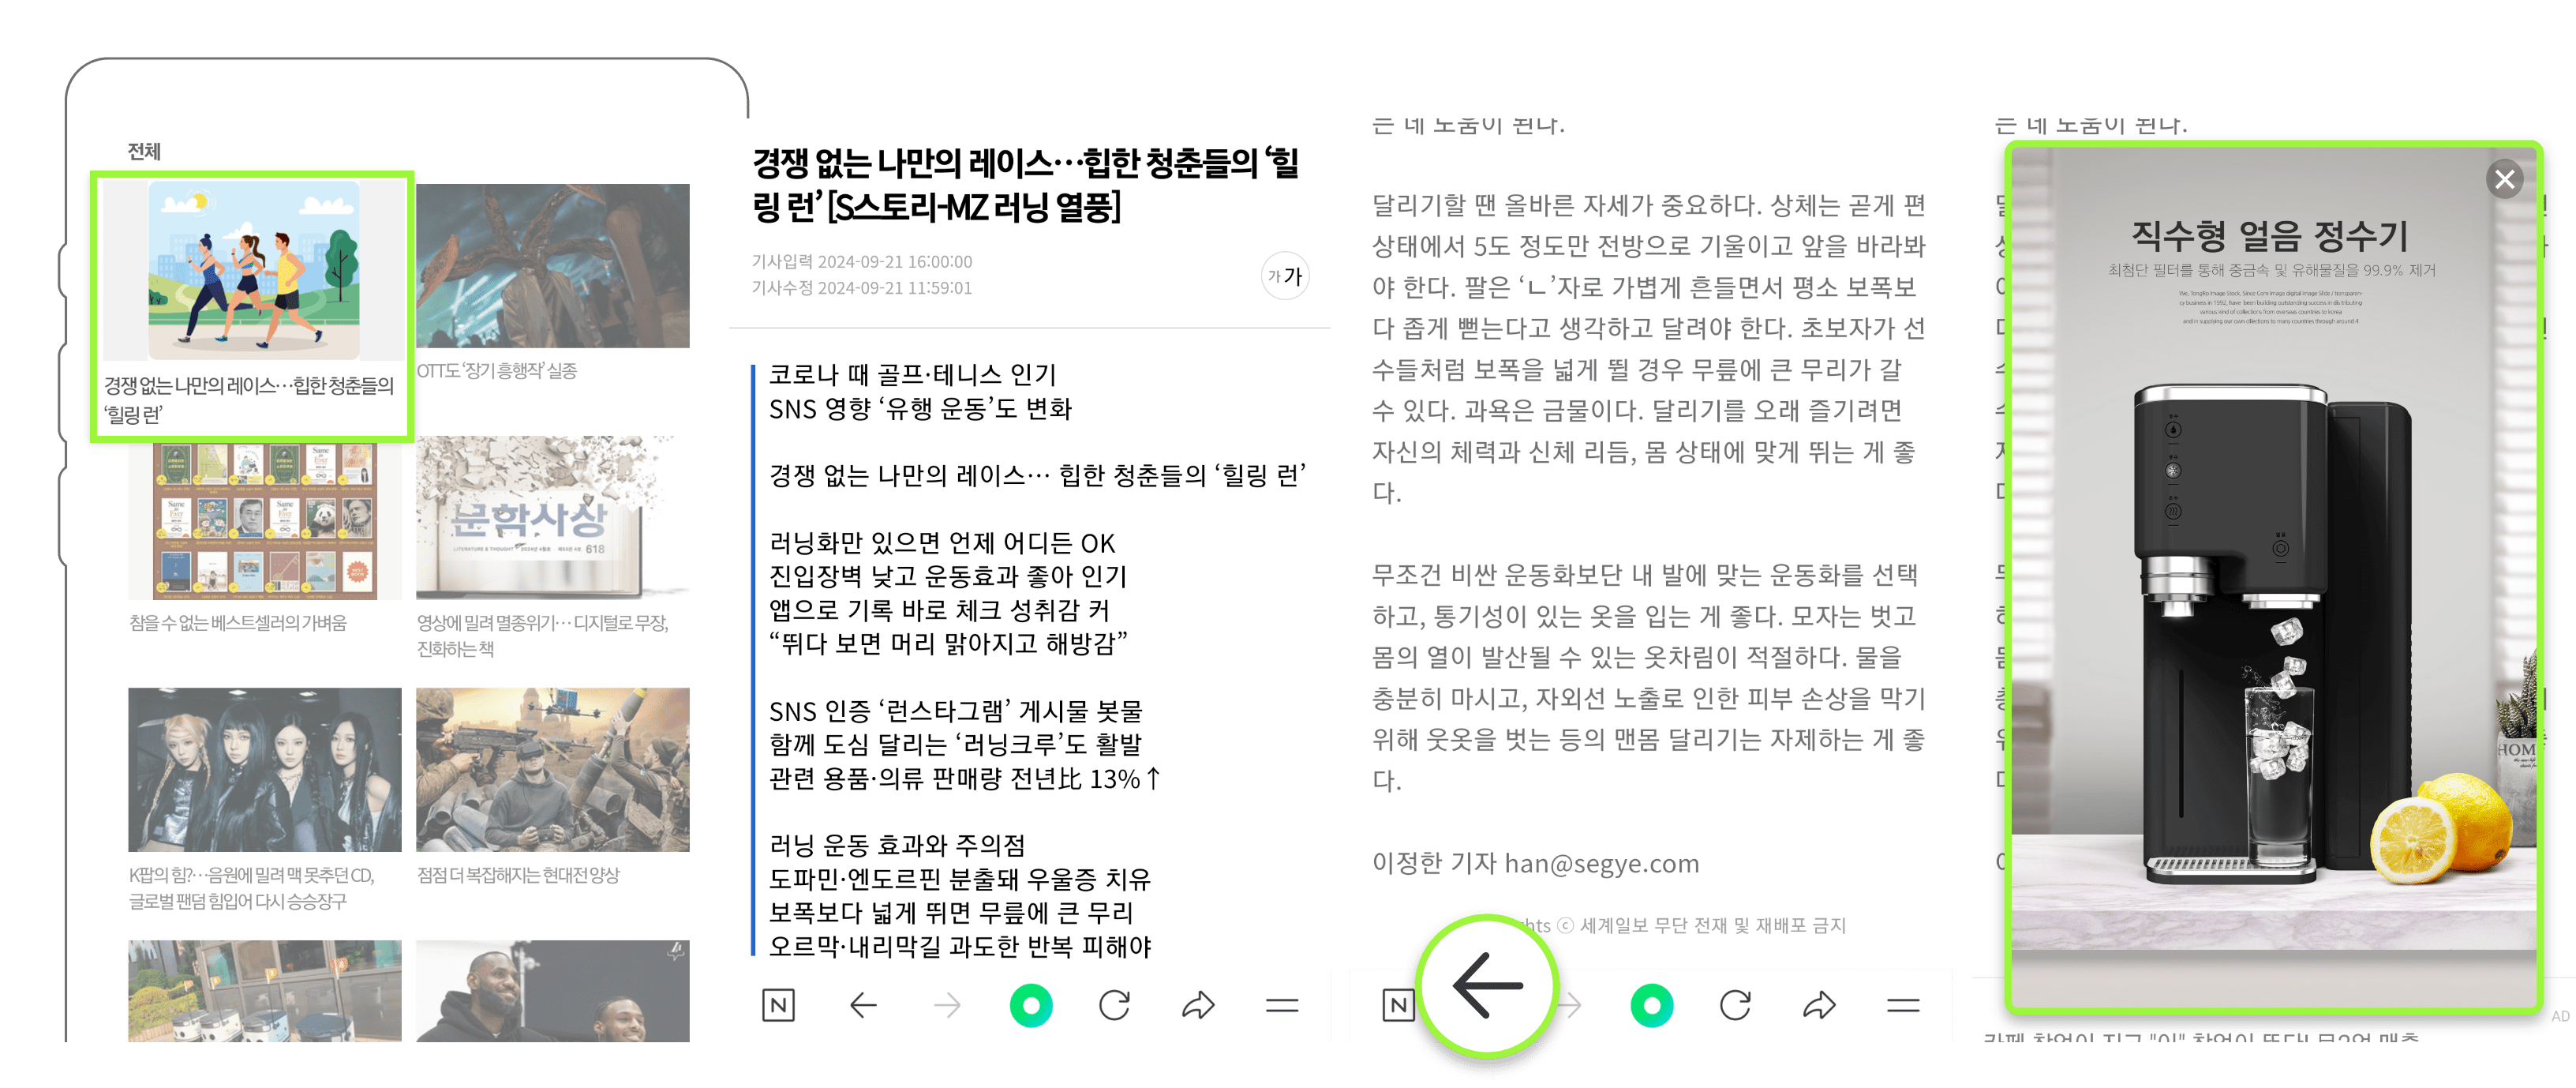 전체
경쟁 없는 나만의 레이스…힙한 청춘들의
‘힐링 런’
OTT도 ‘장기 흥행작’ 실종
문학사상
LITERATURE & THOUGHT
618
참을 수 없는 베스트셀러의 가벼움
영상에 밀려 멸종위기… 디지털로 무장,
진화하는 책
K팝의 힘?…음원에 밀려 맥 못추던 CD,
글로벌 팬덤 힘입어 다시 승승장구
점점 더 복잡해지는 현대전 양상
경쟁 없는 나만의 레이스…힙한 청춘들의 ‘힐
링 런’ [S스토리-MZ 러닝 열풍]
기사입력 2024-09-21 16:00:00
기사수정 2024-09-21 11:59:01
가가
코로나 때 골프·테니스 인기
SNS 영향 ‘유행 운동’도 변화
경쟁 없는 나만의 레이스… 힙한 청춘들의 ‘힐링 런’
러닝화만 있으면 언제 어디든 OK
진입장벽 낮고 운동효과 좋아 인기
앱으로 기록 바로 체크 성취감 커
“뛰다 보면 머리 맑아지고 해방감”
SNS 인증 ‘런스타그램’ 게시물 봇물
함께 도심 달리는 ‘러닝크루’도 활발
관련 용품·의류 판매량 전년比 13%↑
러닝 운동 효과와 주의점
도파민·엔도르핀 분출돼 우울증 치유
보폭보다 넓게 뛰면 무릎에 큰 무리
오르막·내리막길 과도한 반복 피해야
N
는 데 도움이 된다.
달리기할 땐 올바른 자세가 중요하다. 상체는 곧게 편
상태에서 5도 정도만 전방으로 기울이고 앞을 바라봐
야 한다. 팔은 ‘ㄴ’자로 가볍게 흔들면서 평소 보폭보
다 좁게 뻗는다고 생각하고 달려야 한다. 초보자가 선
수들처럼 보폭을 넓게 뛸 경우 무릎에 큰 무리가 갈
수 있다. 과욕은 금물이다. 달리기를 오래 즐기려면
자신의 체력과 신체 리듬, 몸 상태에 맞게 뛰는 게 좋
다.
무조건 비싼 운동화보단 내 발에 맞는 운동화를 선택
하고, 통기성이 있는 옷을 입는 게 좋다. 모자는 벗고
몸의 열이 발산될 수 있는 옷차림이 적절하다. 물을
충분히 마시고, 자외선 노출로 인한 피부 손상을 막기
위해 웃옷을 벗는 등의 맨몸 달리기는 자제하는 게 좋
다.
이정한 기자 han@segye.com
hts ⓒ 세계일보 무단 전재 및 재배포 금지
N
는 데 도움이 된다.
직수형 얼음 정수기
최첨단 필터를 통해 중금속 및 유해물질을 99.9% 제거
HOM
AD